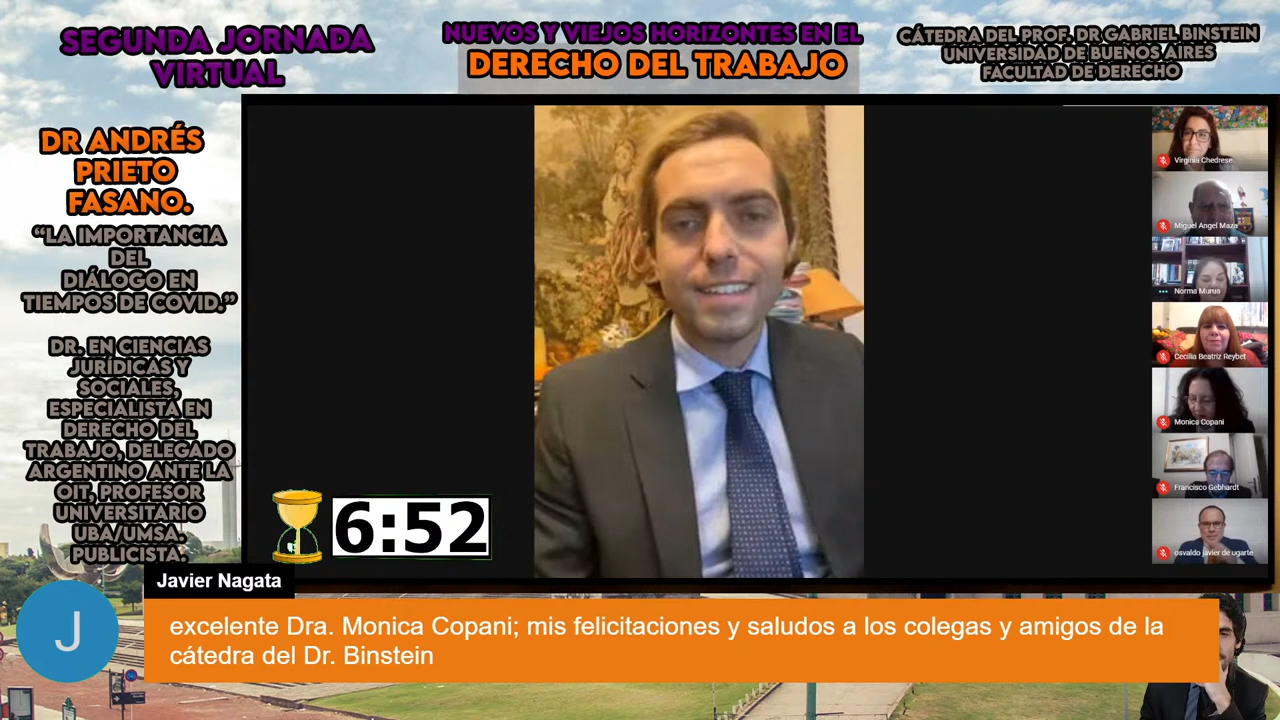 SEGUNDA JORNADA
VIRTUAL
NUEVOS Y VIEJOS HORIZONTES EN EL
DERECHO DEL TRABAJO
CÁTEDRA DEL PROF. DR GABRIEL BINSTEIN
UNIVERSIDAD DE BUENOS AIRES
FACULTAD DE DERECHO
DR ANDRÉS
PRIETO
FASANO.
“LA IMPORTANCIA
DEL
DIÁLOGO EN
TIEMPOS DE COVID.”
DR. EN CIENCIAS
JURÍDICAS Y
SOCIALES,
ESPECIALISTA EN
DERECHO DEL
TRABAJO, DELEGADO
ARGENTINO ANTE LA
OIT, PROFESOR
UNIVERSITARIO
UBA/UMSA.
PUBLICISTA.
6:52
Virginia Chedrese
Miguel Angel Maza
Norma Murua
Cecilia Beatriz Reybet
Monica Copani
Francisco Gebhardt
osvaldo javier de ugarte
Javier Nagata
J
excelente Dra. Monica Copani; mis felicitaciones y saludos a los colegas y amigos de la
cátedra del Dr. Binstein